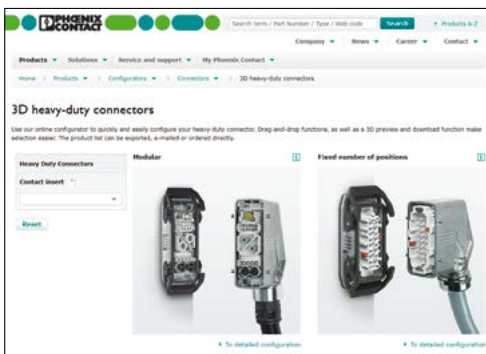 PHOENIX
CONTACT
Search term / Part Number / Type / Web code
Search
Products A-Z
Company
News
Career
Contact
Products
Solutions
Service and support
My Phoenix Contact
Home
Products
Configurators
Connectors
3D heavy-duty connectors
3D heavy-duty connectors
Use our online configurator to quickly and easily configure your heavy-duty connector. Drag-and-drop functions, as well as a 3D preview and download function make
selection easier. The product list can be exported, e-mailed or ordered directly.
Heavy Duty Connectors
Contact insert
Reset
Modular
Fixed number of positions
To detailed configuration
To detailed configuration